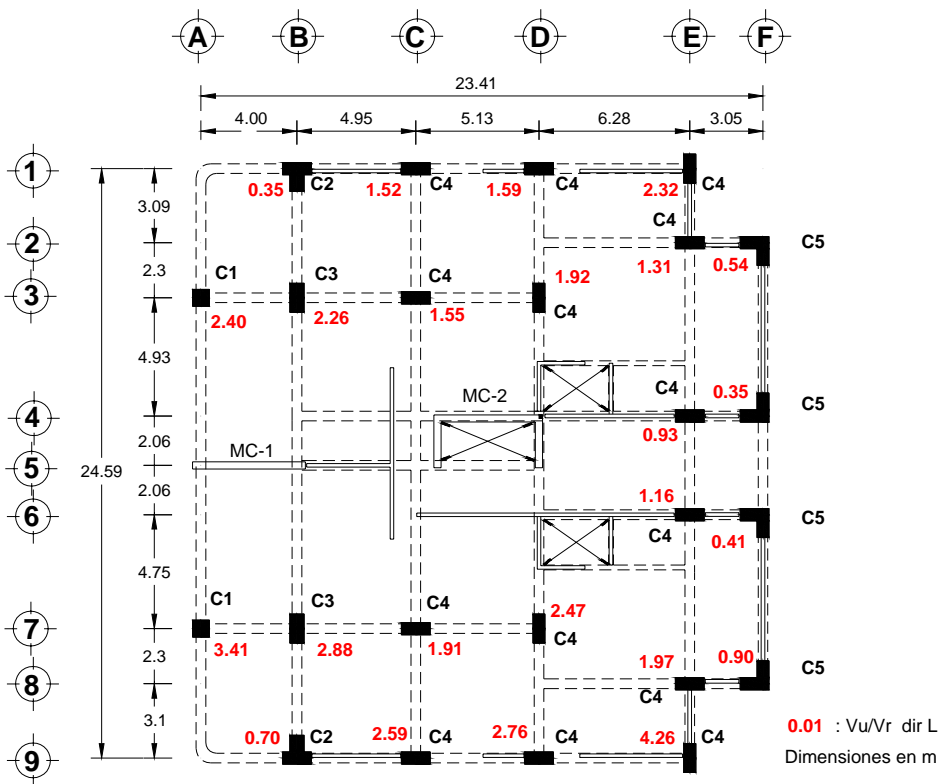 A B C D E F
23.41
4.00 4.95 5.13 6.28 3.05
1
0.35 C2 1.52 C4 1.59 C4 2.32 C4
3.09
C4
2 C5
1.31 0.54
2.3
C1 C3 C4 1.92
3
C4
2.40 2.26 1.55
4.93
MC-2 C4 0.35
4 C5
0.93
2.06
MC-1
5
24.59
2.06
1.16
6 C5
C4 0.41
4.75
C1 C3 C4 2.47
7
C4
3.41 2.88 1.91
2.3
1.97 0.90
C5
8
C4
3.1
0.70 C2 2.59 C4 2.76 C4 4.26 C4
9
0.01 : Vu/Vr dir L
Dimensiones en m